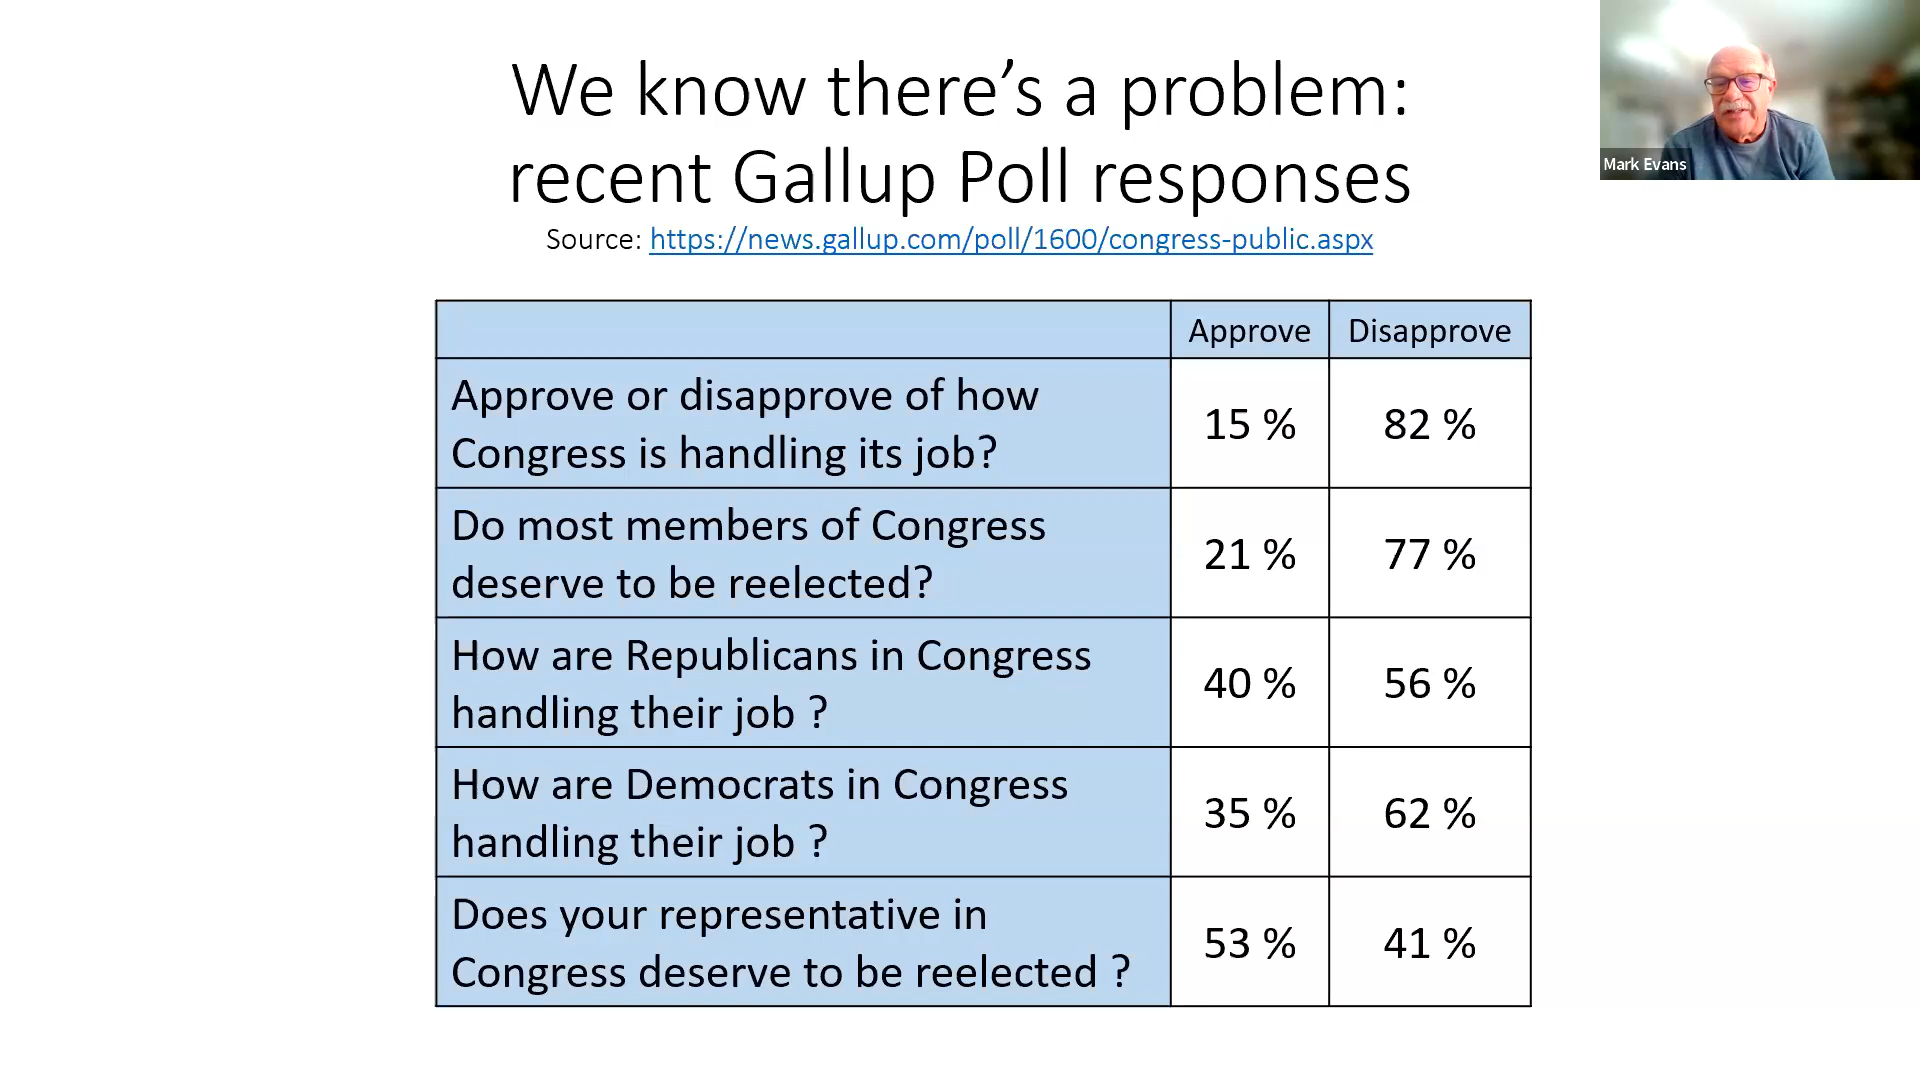 We know there’s a problem:
recent Gallup Poll responses
Source: https://news.gallup.com/poll/1600/congress-public.aspx
Mark Evans
Approve Disapprove
Approve or disapprove of how
Congress is handling its job?
15 % 82 %
Do most members of Congress
deserve to be reelected?
21 % 77 %
How are Republicans in Congress
handling their job ?
40 % 56 %
How are Democrats in Congress
handling their job ?
35 % 62 %
Does your representative in
Congress deserve to be reelected ?
53 % 41 %